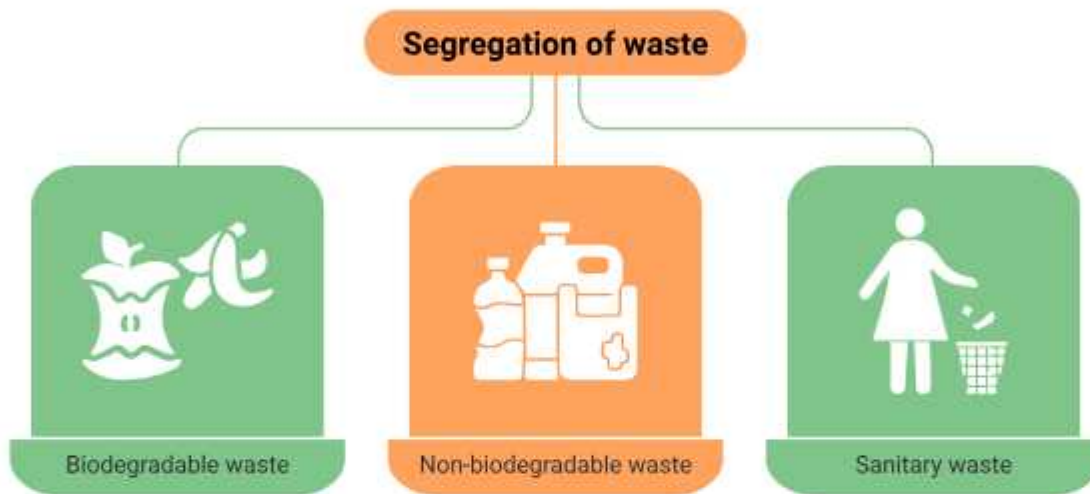 Segregation of waste
Biodegradable waste
Non-biodegradable waste
Sanitary waste